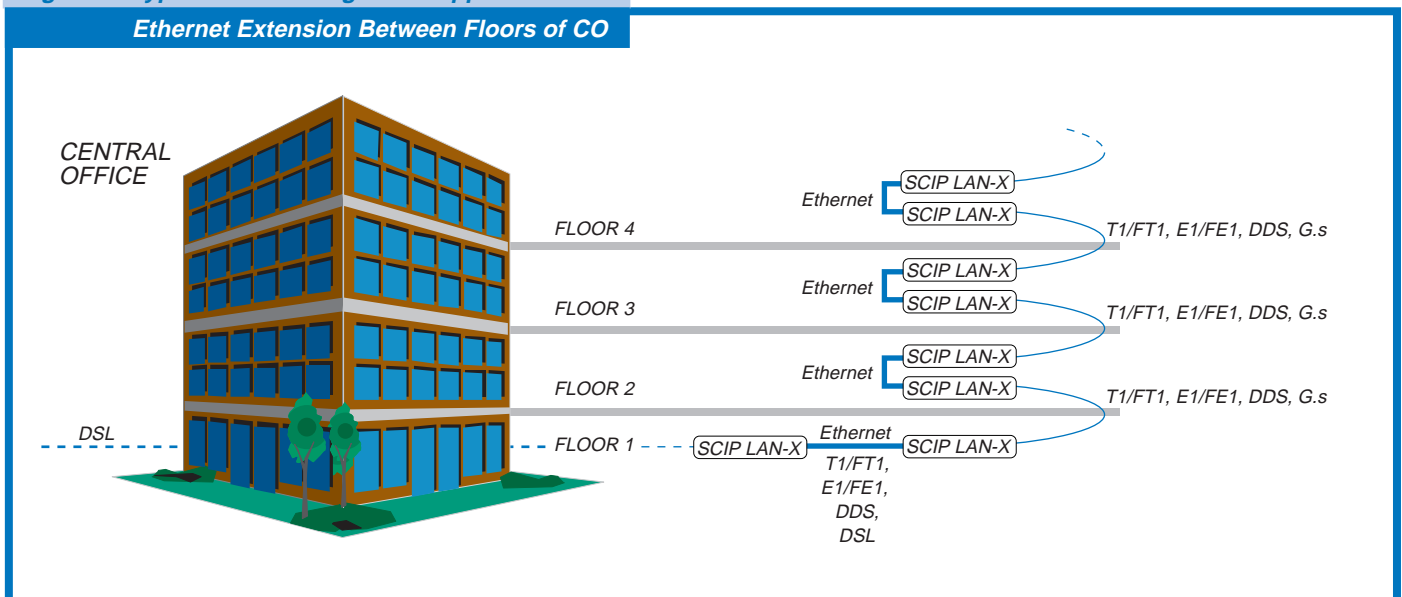 Ethernet Extension Between Floors of CO
CENTRAL
OFFICE
SCIP LAN-X
Ethernet
SCIP LAN-X
FLOOR 4
T1/FT1, E1/FE1, DDS, G.s
SCIP LAN-X
Ethernet
SCIP LAN-X
FLOOR 3
T1/FT1, E1/FE1, DDS, G.s
SCIP LAN-X
Ethernet
SCIP LAN-X
FLOOR 2
T1/FT1, E1/FE1, DDS, G.s
DSL
FLOOR 1
SCIP LAN-X
Ethernet
SCIP LAN-X
T1/FT1,
E1/FE1,
DDS,
DSL